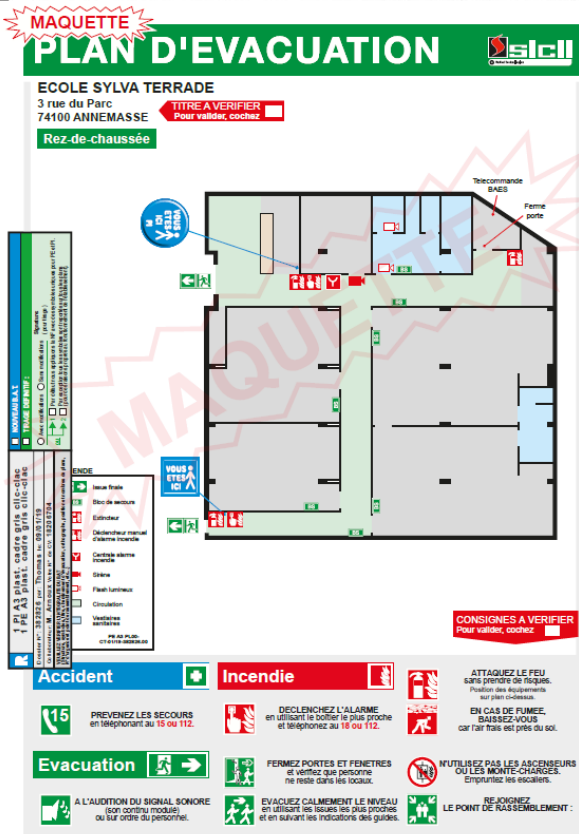 MAQUETTE
PLAN D'EVACUATION
sicli
ECOLE SYLVA TERRADE
3 rue du Parc
74100 ANNEMASSE
TITRE A VERIFIER
Pour valider, cochez
Rez-de-chaussée
Telecommande
BAES
Ferme
porte
VOUS
ETES
ICI
MAQUETTE
VOUS
ETES
ICI
NOUVEAU B.A.T.
1 PI A3 plast. cadre gris clic-clac
1 PE A3 plast. cadre gris clic-clac
ENDE
Issue finale
Bloc de secours
Extincteur
Déclencheur manuel
d'alarme incendie
Centrale alarme
incendie
Sirène
Flash lumineux
Circulation
Vestiaires
sanitaires
CONSIGNES A VERIFIER
Pour valider, cochez
Accident
15
PREVENEZ LES SECOURS
en téléphonant au 15 ou 112.
Evacuation
A L'AUDITION DU SIGNAL SONORE
(son continu modulé)
ou sur ordre du personnel.
Incendie
DECLENCHEZ L'ALARME
en utilisant le boîtier le plus proche
et téléphonez au 18 ou 112.
FERMEZ PORTES ET FENETRES
et vérifiez que personne
ne reste dans les locaux.
EVACUEZ CALMEMENT LE NIVEAU
en utilisant les issues les plus proches
et en suivant les indications des guides.
ATTAQUEZ LE FEU
sans prendre de risques.
Position des équipements
sur plan ci-dessus.
EN CAS DE FUMEE,
BAISSEZ-VOUS
car l'air frais est près du sol.
N'UTILISEZ PAS LES ASCENSEURS
OU LES MONTE-CHARGES.
Empruntez les escaliers.
REJOIGNEZ
LE POINT DE RASSEMBLEMENT :